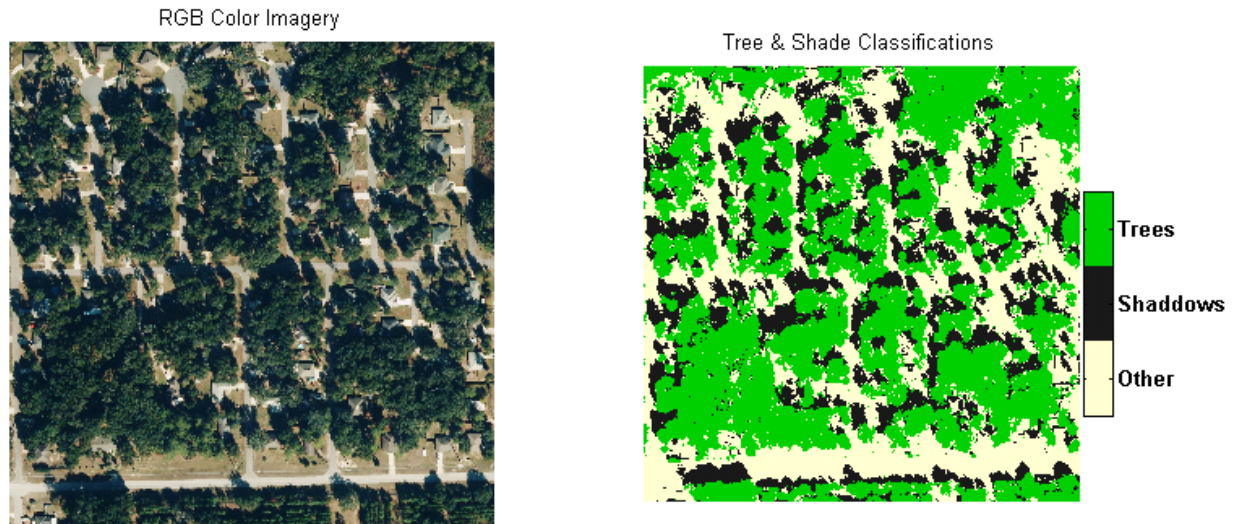 RGB Color Imagery
Tree & Shade Classifications
Trees
Shaddows
Other